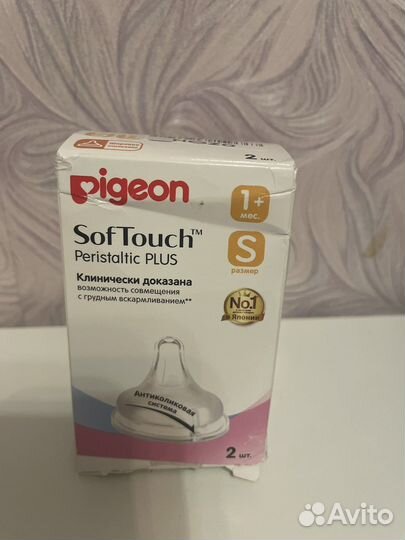 2 шт.
pigeon
1+
мес.
SofTouch™
Peristaltic PLUS
S
размер
Клинически доказана
возможность совмещения
с грудным вскармливанием**
No.1
в Японии
Антиколиковая
система
2 шт.
Avito